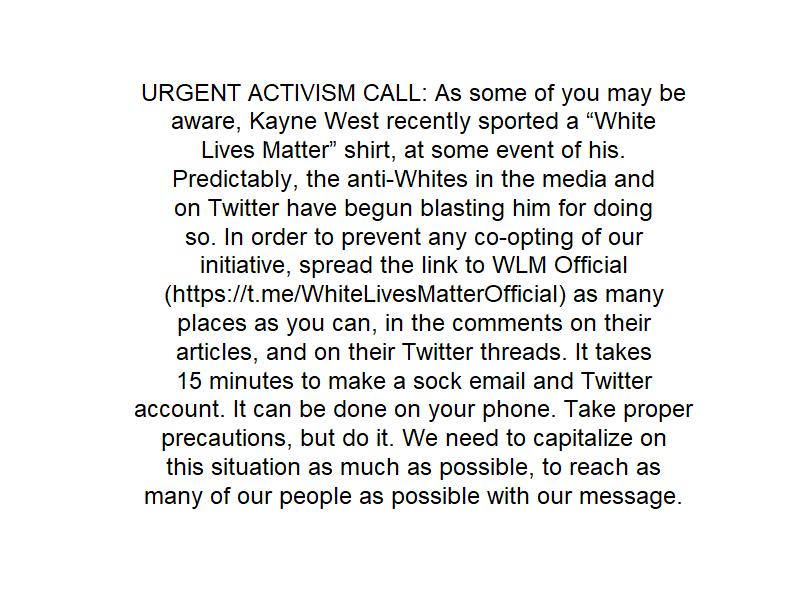 URGENT ACTIVISM CALL: As some of you may be
aware, Kayne West recently sported a “White
Lives Matter” shirt, at some event of his.
Predictably, the anti-Whites in the media and
on Twitter have begun blasting him for doing
so. In order to prevent any co-opting of our
initiative, spread the link to WLM Official
(https://t.me/WhiteLivesMatterOfficial) as many
places as you can, in the comments on their
articles, and on their Twitter threads. It takes
15 minutes to make a sock email and Twitter
account. It can be done on your phone. Take proper
precautions, but do it. We need to capitalize on
this situation as much as possible, to reach as
many of our people as possible with our message.